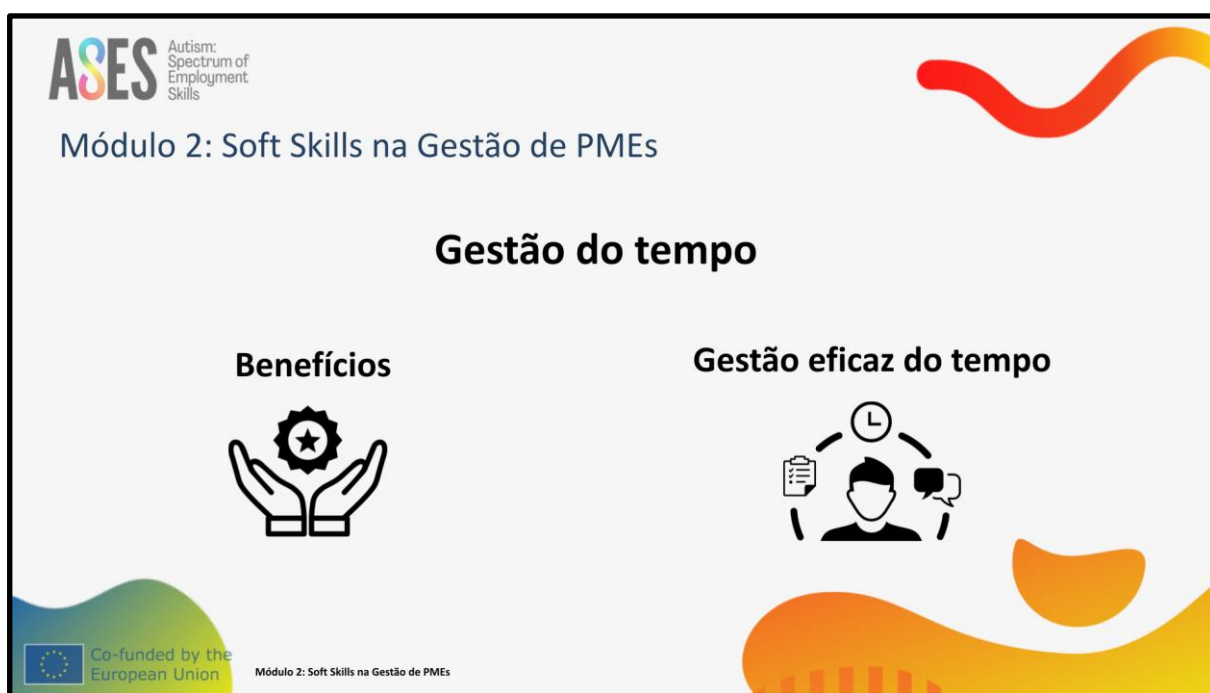 ASES
Autism:
Spectrum of
Employment
Skills
Módulo 2: Soft Skills na Gestão de PMEs
Gestão do tempo
Benefícios
Gestão eficaz do tempo
Co-funded by the
European Union
Módulo 2: Soft Skills na Gestão de PMEs